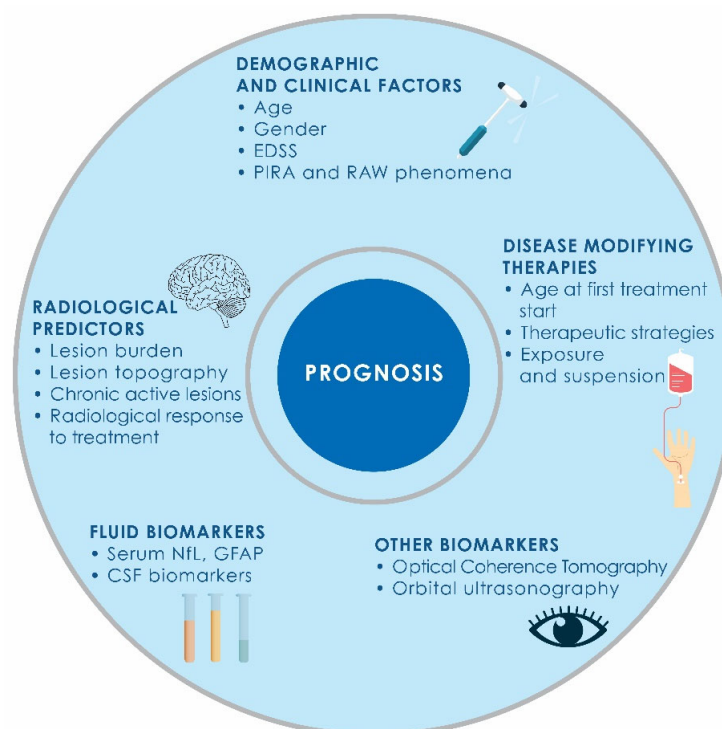 DEMOGRAPHIC
AND CLINICAL FACTORS
• Age
• Gender
• EDSS
• PIRA and RAW phenomena
DISEASE MODIFYING
THERAPIES
• Age at first treatment
start
• Therapeutic strategies
• Exposure
and suspension
RADIOLOGICAL
PREDICTORS
• Lesion burden
• Lesion topography
• Chronic active lesions
• Radiological response
to treatment
PROGNOSIS
FLUID BIOMARKERS
• Serum NfL, GFAP
• CSF biomarkers
OTHER BIOMARKERS
• Optical Coherence Tomography
• Orbital ultrasonography